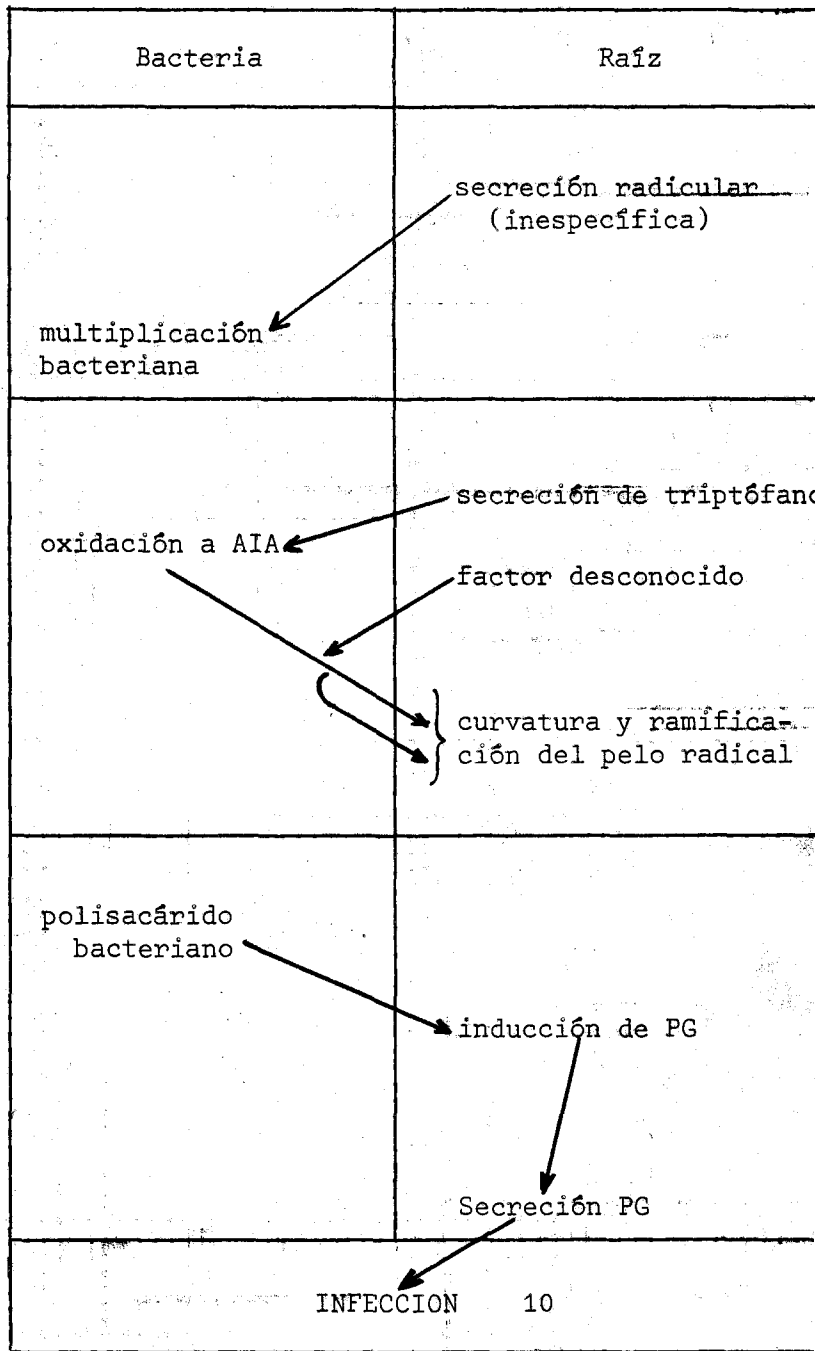 Bacteria
Raíz
secreción radicular
(inespecífica)
multiplicación
bacteriana
secreción de triptófano
oxidación a AIA
factor desconocido
curvatura y ramifica-
ción del pelo radical
polisacárido
bacteriano
inducción de PG
Secreción PG
INFECCION 10